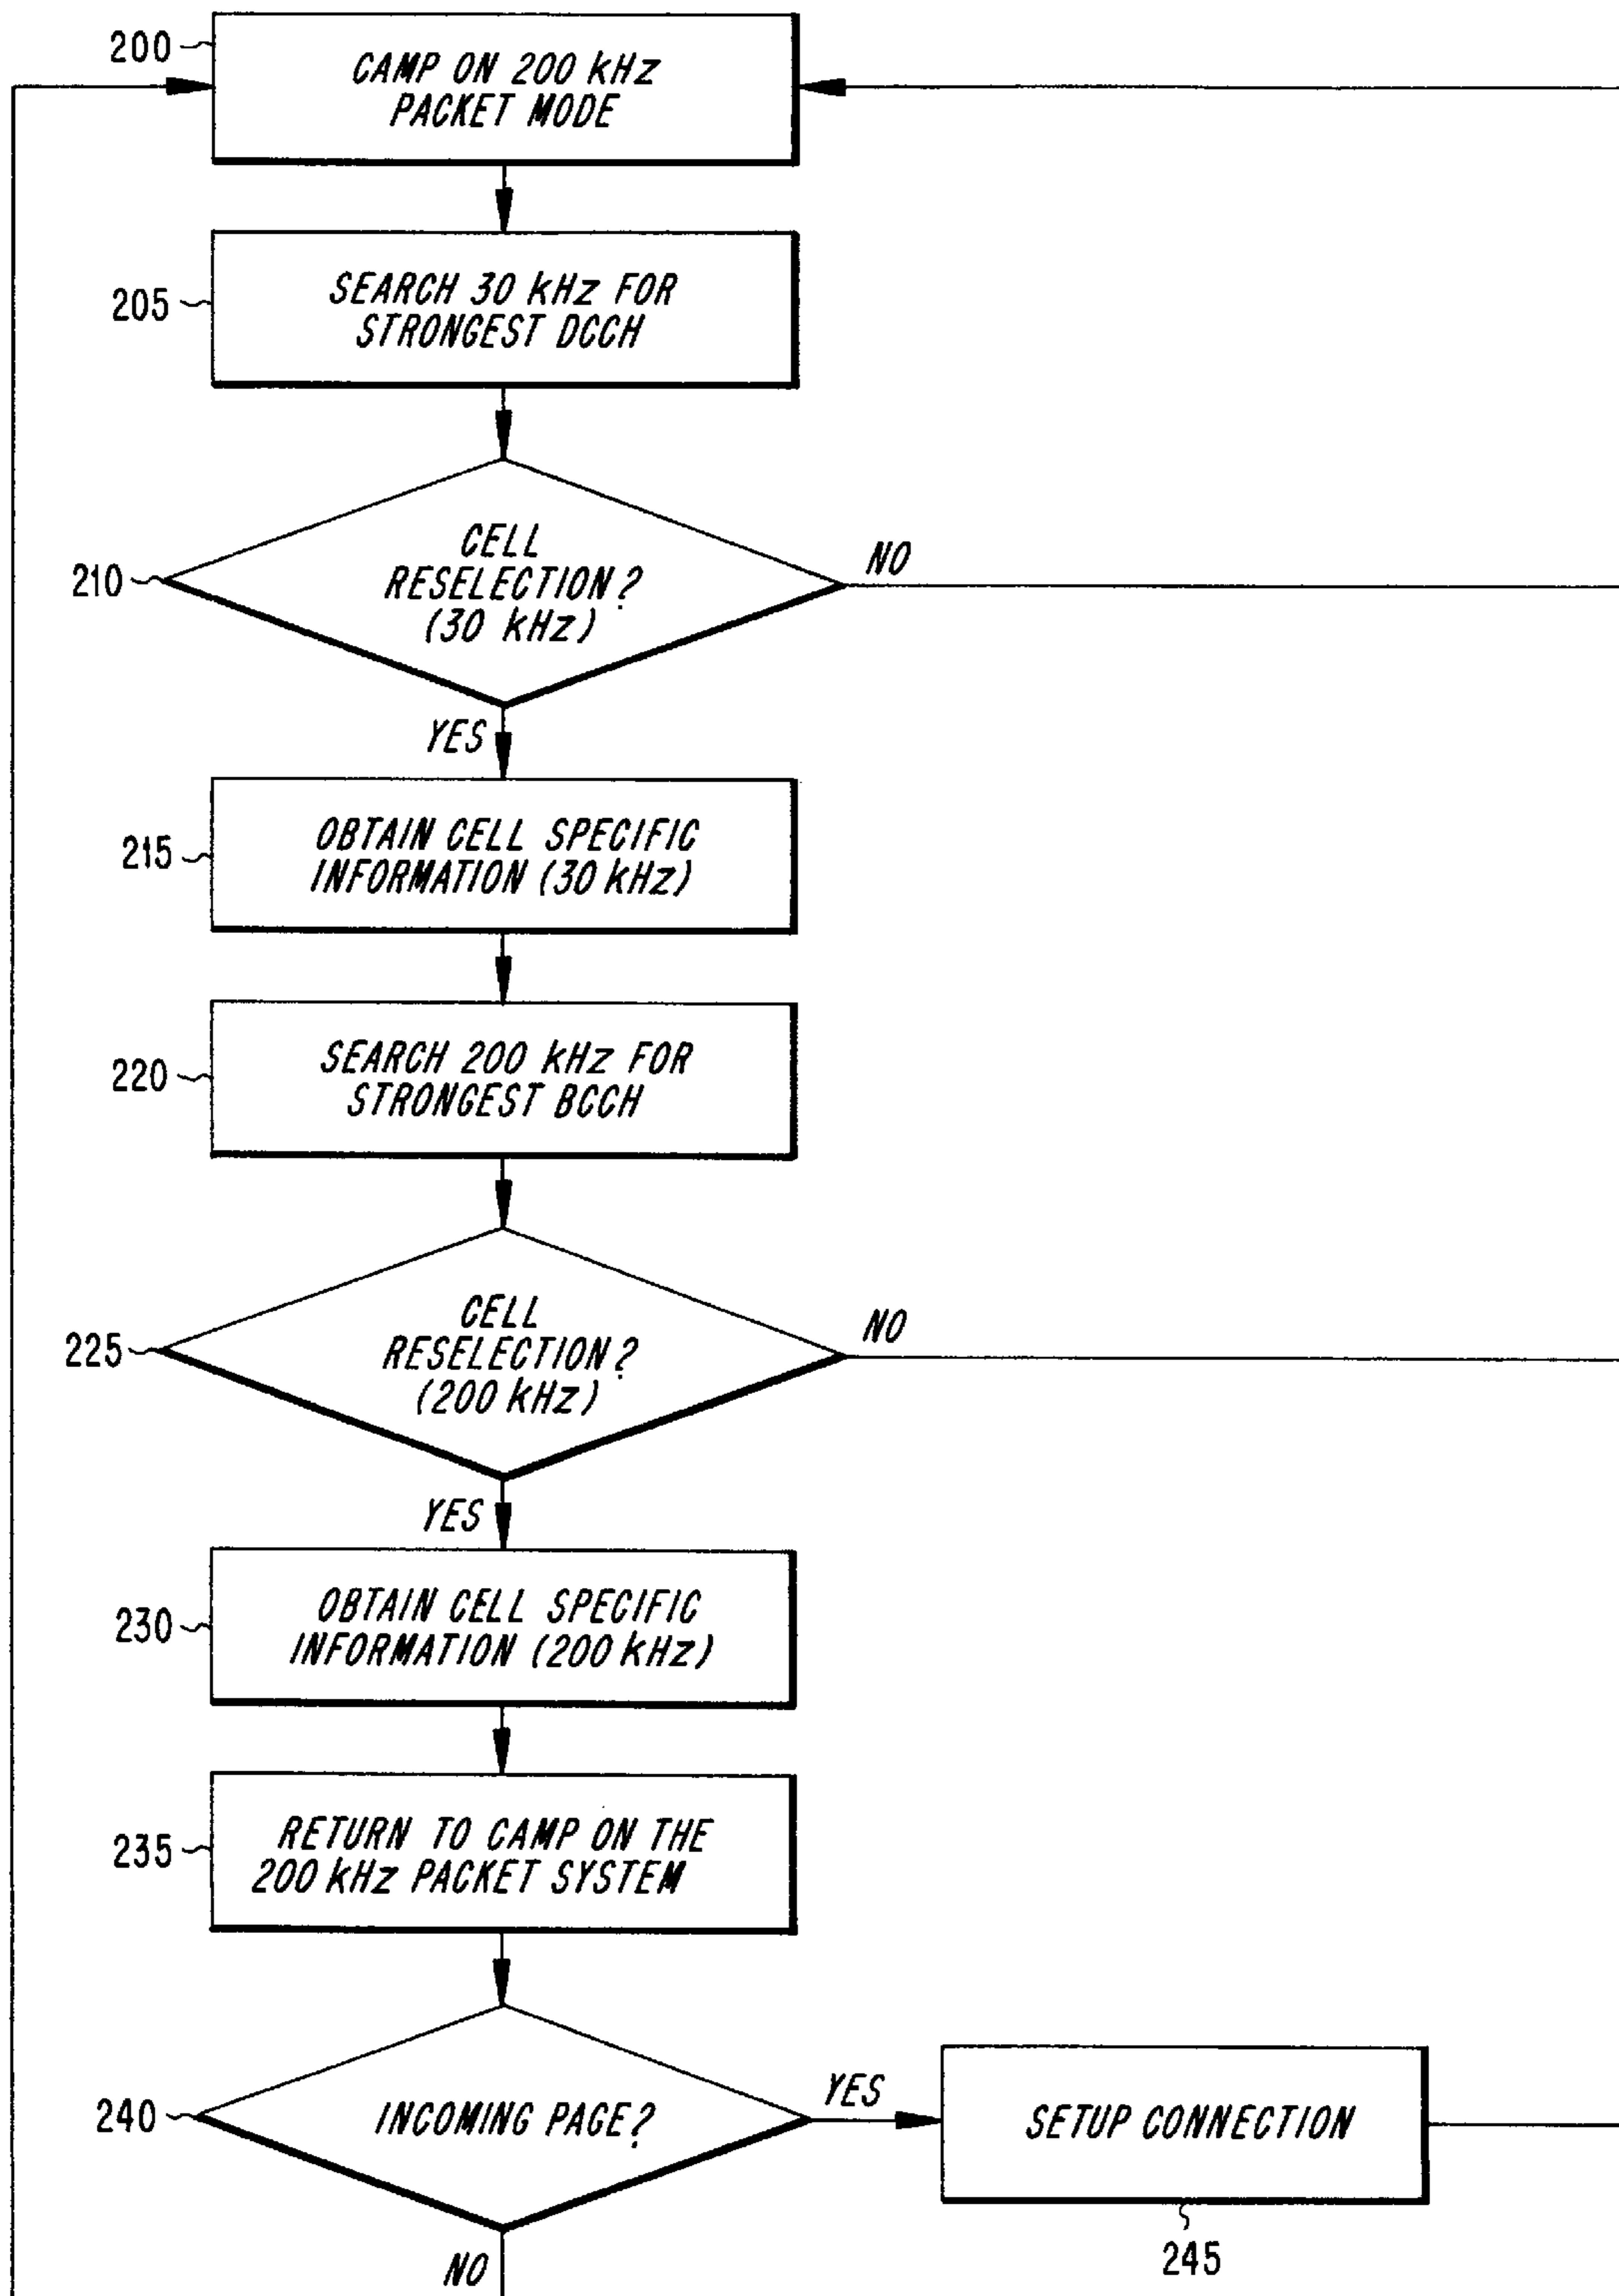 200
CAMP ON 200 kHz
PACKET MODE
205
SEARCH 30 kHz FOR
STRONGEST DCCH
210
CELL
RESELECTION?
(30 kHz)
NO
YES
215
OBTAIN CELL SPECIFIC
INFORMATION (30 kHz)
220
SEARCH 200 kHz FOR
STRONGEST BCCH
225
CELL
RESELECTION?
(200 kHz)
NO
YES
230
OBTAIN CELL SPECIFIC
INFORMATION (200 kHz)
235
RETURN TO CAMP ON THE
200 kHz PACKET SYSTEM
240
INCOMING PAGE?
YES
SETUP CONNECTION
245
NO